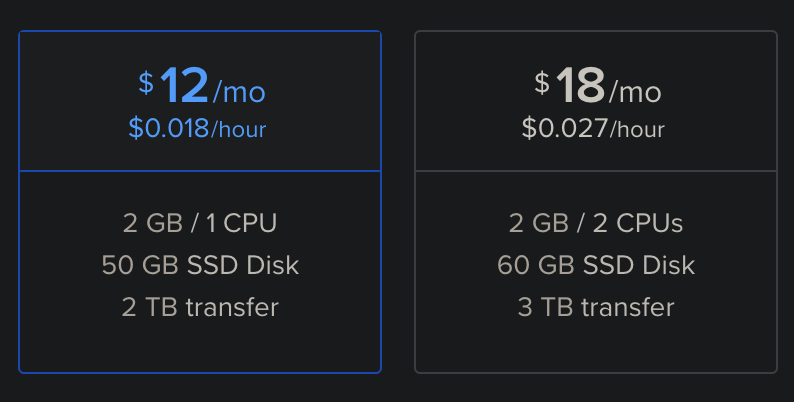 $12/mo
$0.018/hour
2 GB / 1 CPU
50 GB SSD Disk
2 TB transfer
$18/mo
$0.027/hour
2 GB / 2 CPUs
60 GB SSD Disk
3 TB transfer